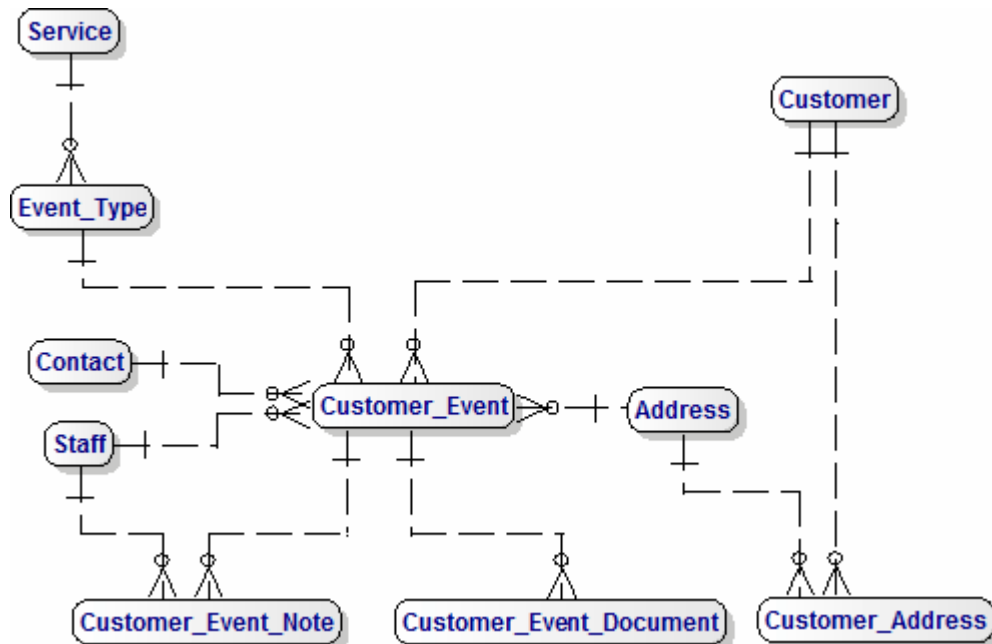 Service
Customer
Event_Type
Contact
Customer_Event
Address
Staff
Customer_Event_Note
Customer_Event_Document
Customer_Address